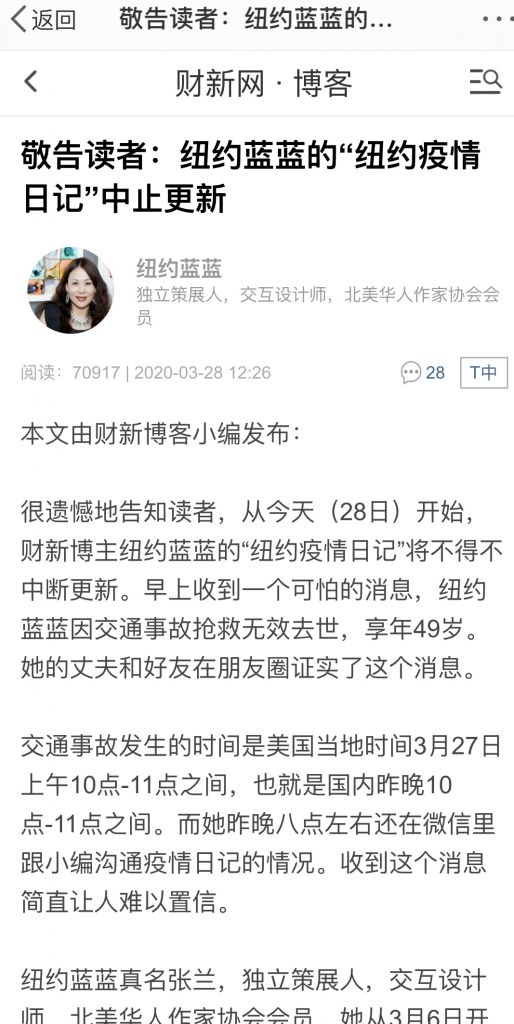 返回 敬告读者：纽约蓝蓝的...
财新网 · 博客
敬告读者：纽约蓝蓝的“纽约疫情
日记”中止更新
纽约蓝蓝
独立策展人，交互设计师，北美华人作家协会会
员
阅读：70917 | 2020-03-28 12:26 28 T中
本文由财新博客小编发布：
很遗憾地告知读者，从今天（28日）开始，
财新博主纽约蓝蓝的“纽约疫情日记”将不得不
中断更新。早上收到一个可怕的消息，纽约
蓝蓝因交通事故抢救无效去世，享年49岁。
她的丈夫和好友在朋友圈证实了这个消息。
交通事故发生的时间是美国当地时间3月27日
上午10点-11点之间，也就是国内昨晚10
点-11点之间。而她昨晚八点左右还在微信里
跟小编沟通疫情日记的情况。收到这个消息
简直让人难以置信。
纽约蓝蓝真名张兰，独立策展人，交互设计
师，北美华人作家协会会员，她从3月6日开